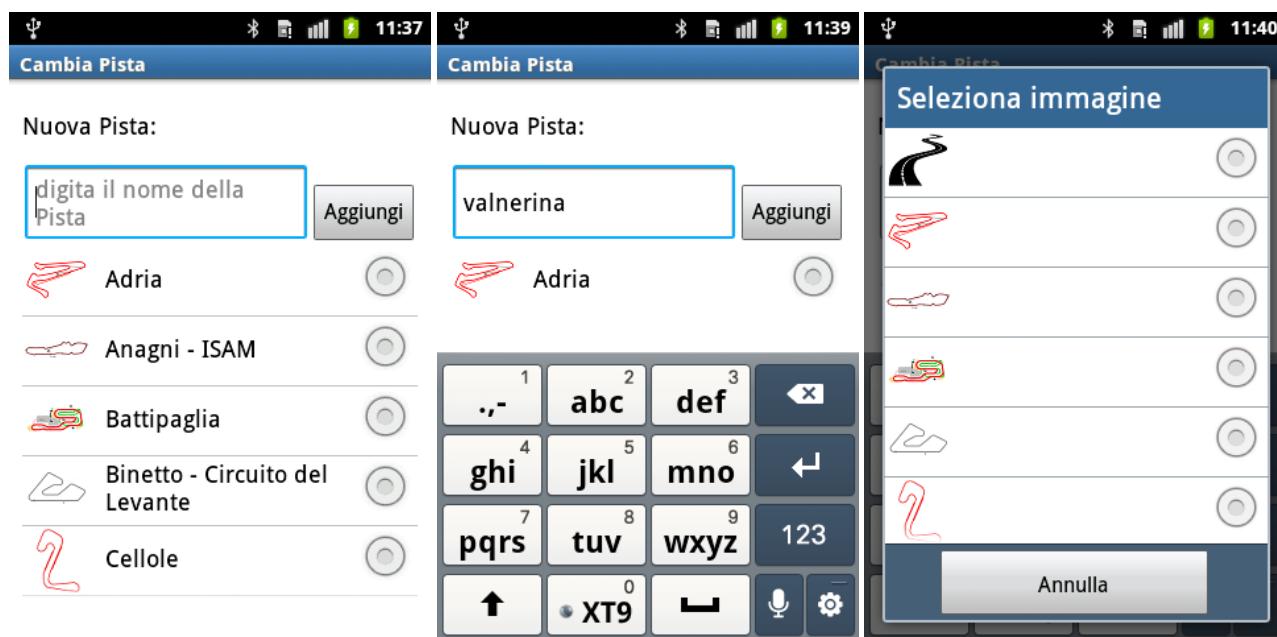 11:37
Cambia Pista
Nuova Pista:
digita il nome della
Pista
Aggiungi
Adria
Anagni - ISAM
Battipaglia
Binetto - Circuito del
Levante
Cellole
11:39
Cambia Pista
Nuova Pista:
valnerina
Aggiungi
Adria
1 2 3
.,- abc def
4 5 6
ghi jkl mno
7 8 9
pqrs tuv wxyz 123
0
XT9
11:40
Cambia Pista
Seleziona immagine
Annulla